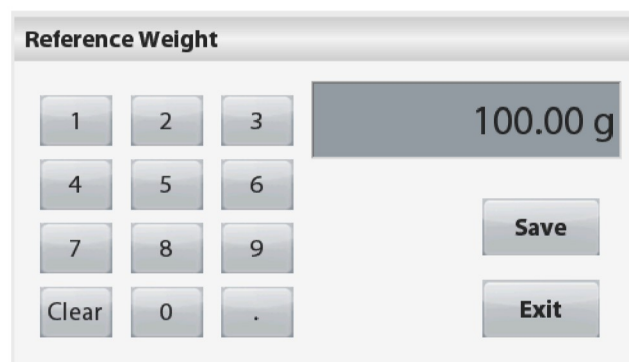 Reference Weight
1 2 3
100.00 g
4 5 6
7 8 9
Save
Clear 0 .
Exit